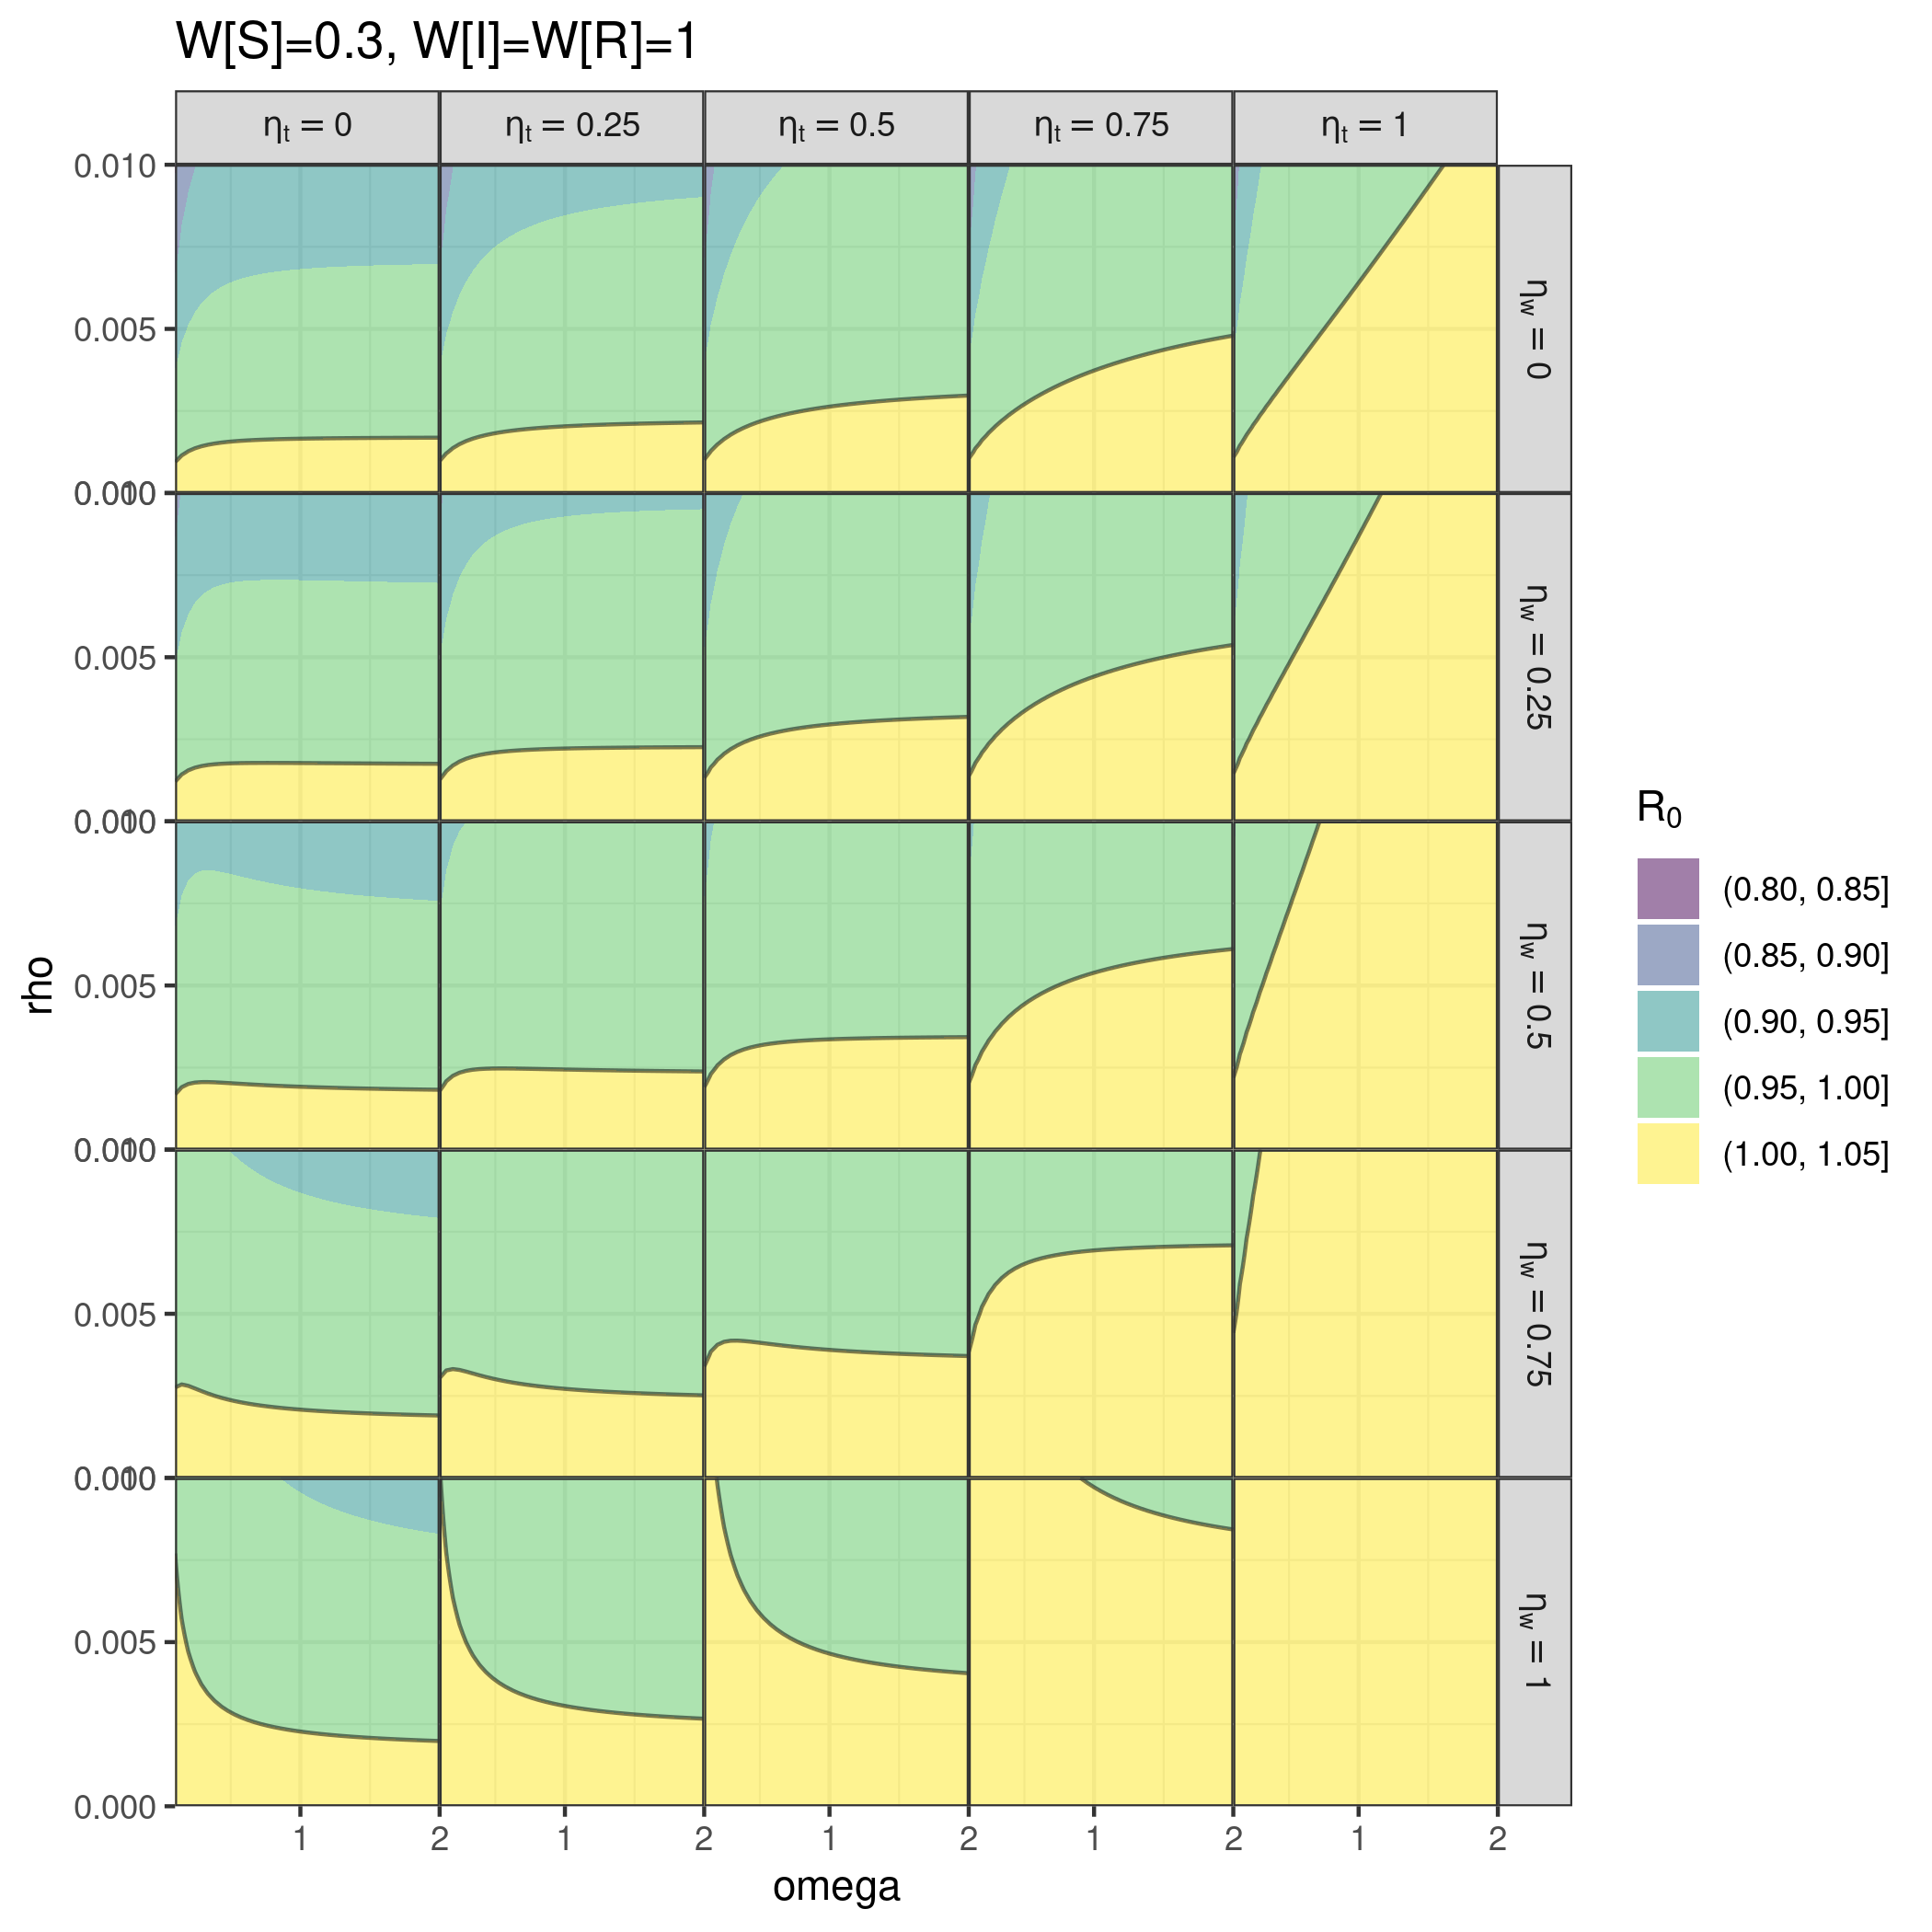 W[S]=0.3, W[I]=W[R]=1
ηt = 0
ηt = 0.25
ηt = 0.5
ηt = 0.75
ηt = 1
0.010
0.005
0.000
ηw = 0
0.005
0.000
ηw = 0.25
0.005
0.000
ηw = 0.5
0.005
0.000
ηw = 0.75
0.005
0.000
ηw = 1
1
2
1
2
1
2
1
2
1
2
omega
rho
R0
(0.80, 0.85]
(0.85, 0.90]
(0.90, 0.95]
(0.95, 1.00]
(1.00, 1.05]